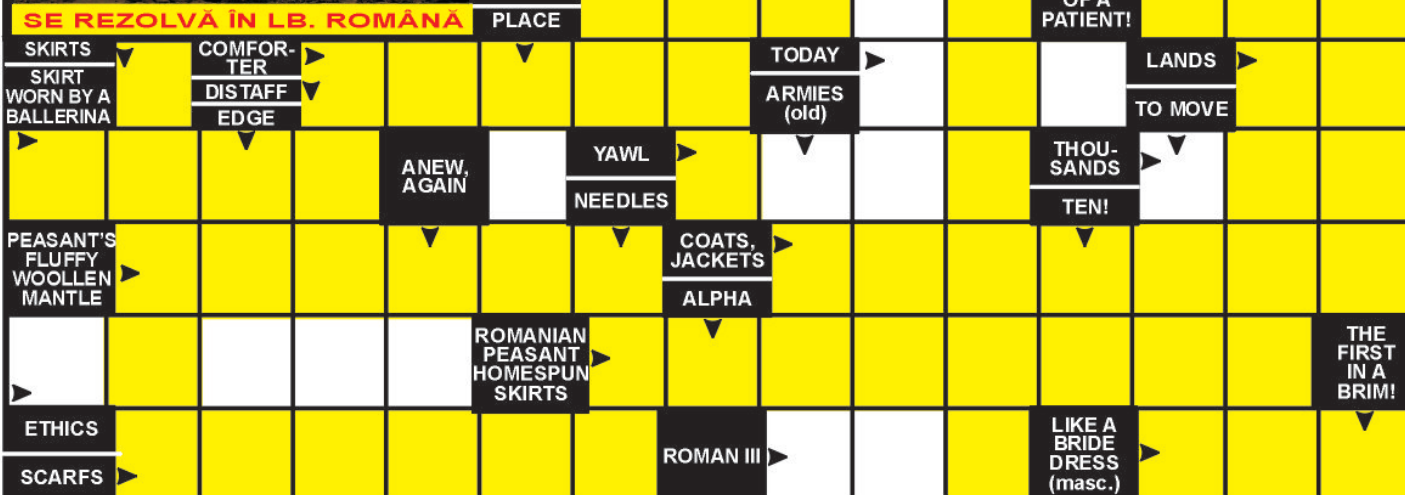 OF A
PATIENT!
SE REZOLVĂ ÎN LB. ROMÂNĂ
PLACE
SKIRTS
SKIRT
WORN BY A
BALLERINA
COMFOR-
TER
DISTAFF
EDGE
TODAY
ARMIES
(old)
LANDS
TO MOVE
ANEW,
AGAIN
YAWL
NEEDLES
THOU-
SANDS
TEN!
PEASANT'S
FLUFFY
WOOLLEN
MANTLE
COATS,
JACKETS
ALPHA
ROMANIAN
PEASANT
HOMESPUN
SKIRTS
THE
FIRST
IN A
BRIM!
ETHICS
SCARFS
ROMAN III
LIKE A
BRIDE
DRESS
(masc.)